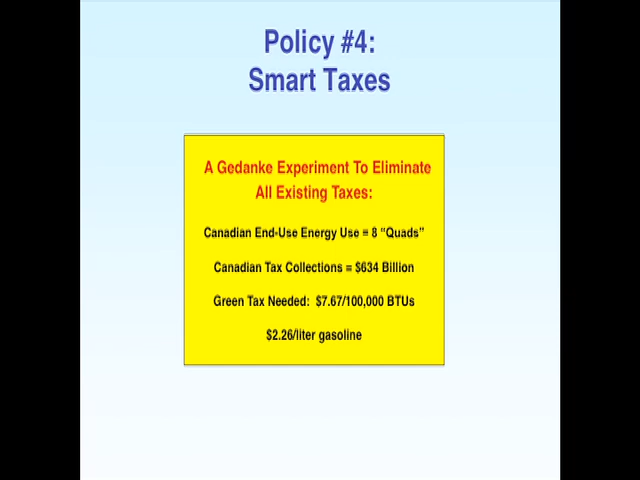 Policy #4:
Smart Taxes
A Gedanke Experiment To Eliminate
All Existing Taxes:
Canadian End-Use Energy Use = 8 “Quads”
Canadian Tax Collections = $634 Billion
Green Tax Needed: $7.67/100,000 BTUs
$2.26/liter gasoline